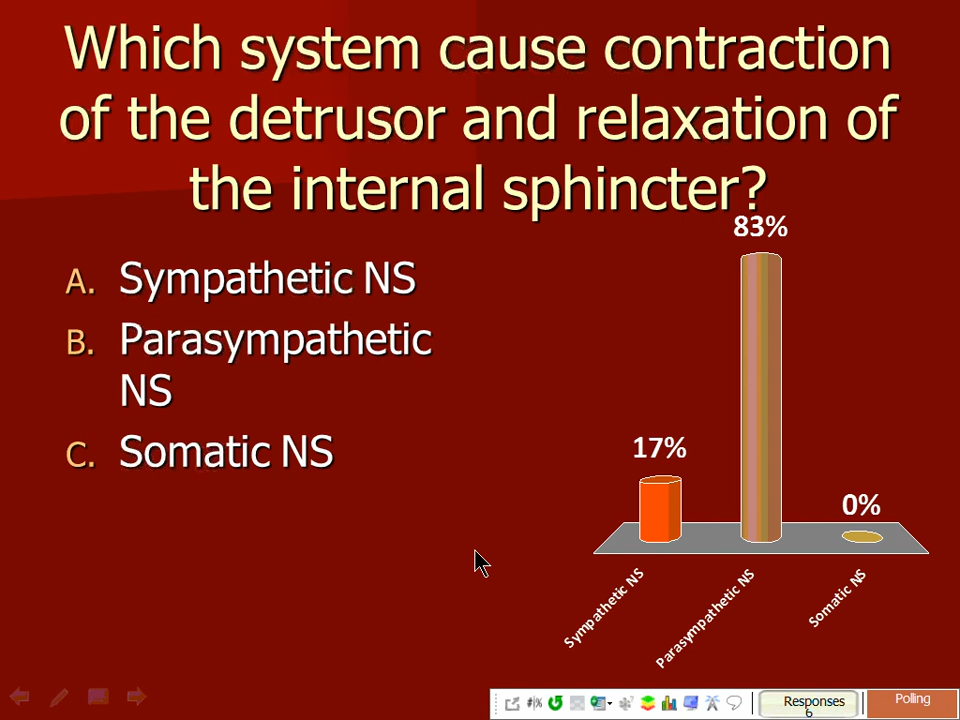 Which system cause contraction
of the detrusor and relaxation of
the internal sphincter?
A. Sympathetic NS
B. Parasympathetic
NS
C. Somatic NS
83%
17%
0%
Sympathetic NS
Parasympathetic NS
Somatic NS
Responses
6
Polling